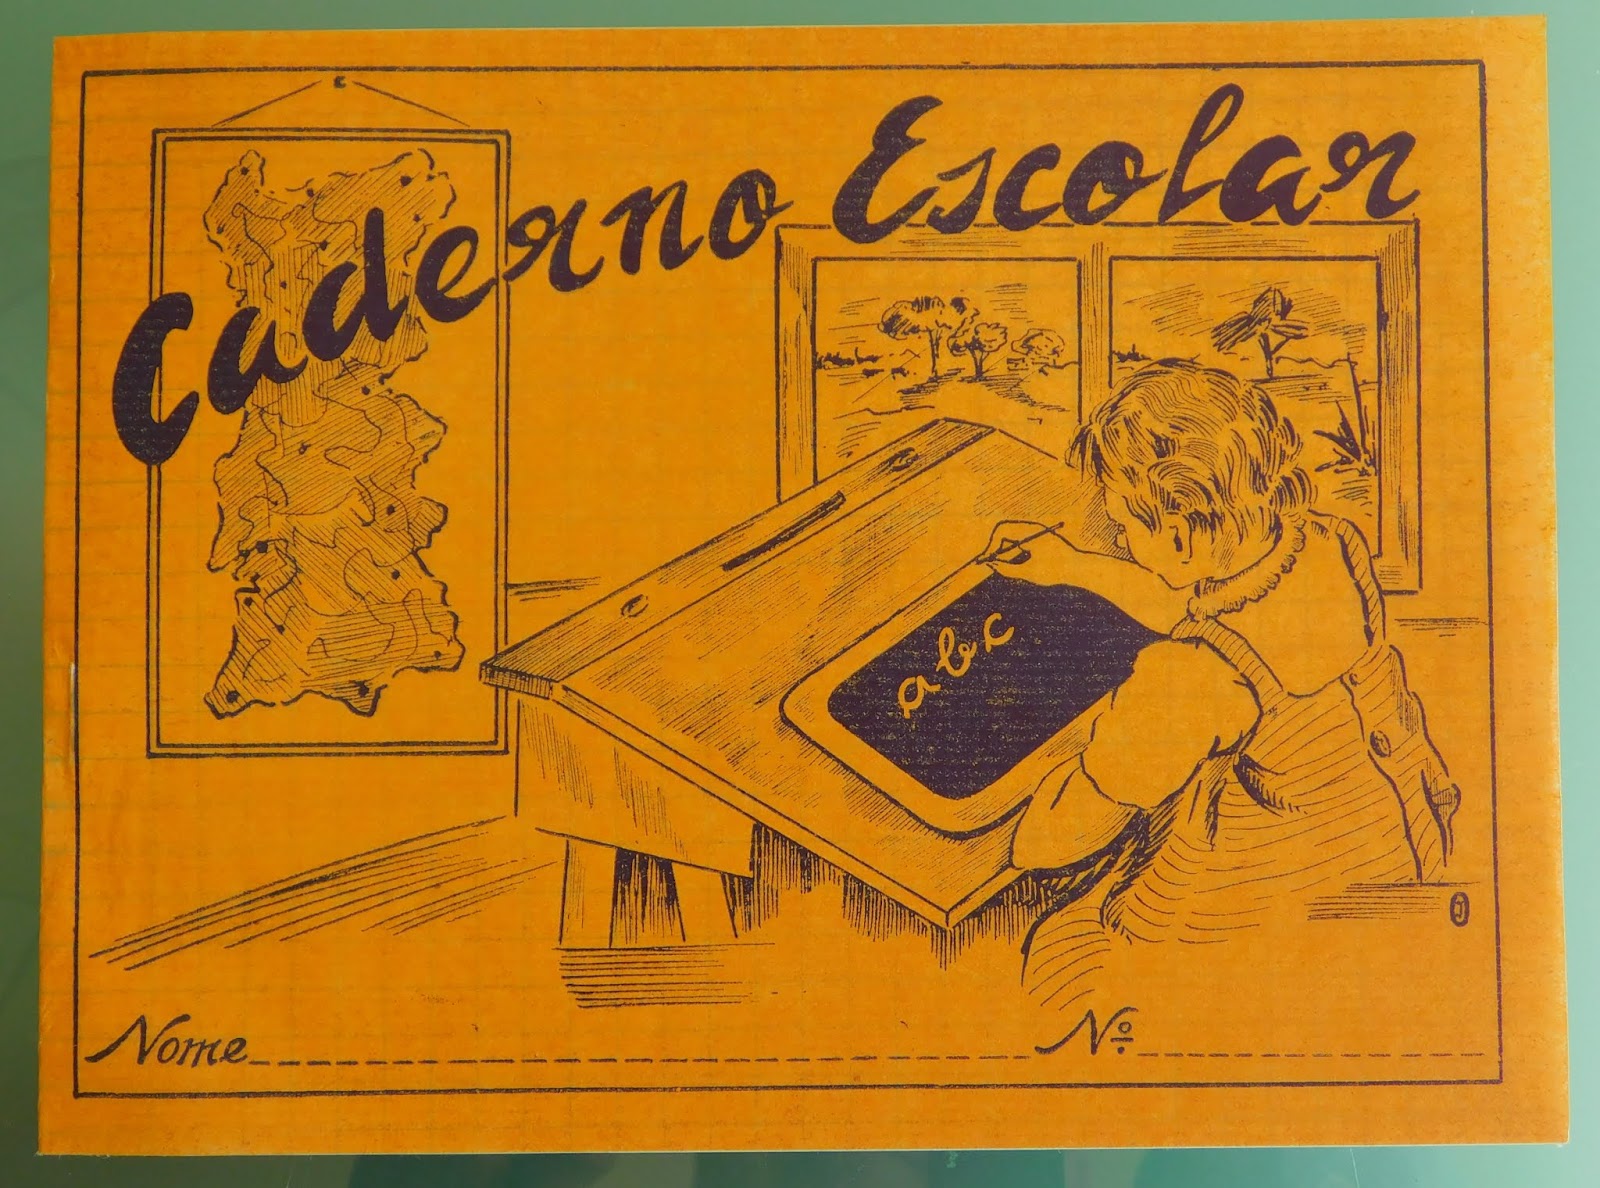 Caderno Escolar
abc
Nome
Nº